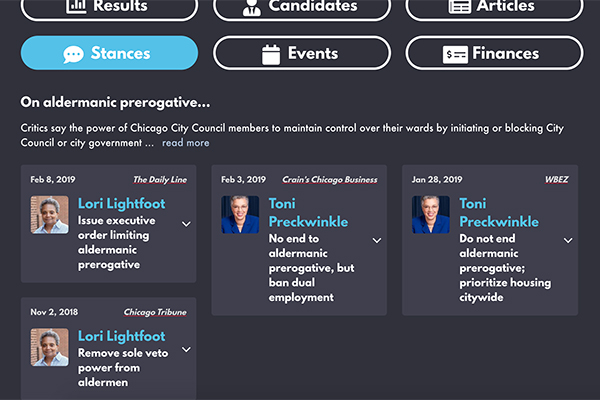 Results
Candidates
Articles
Stances
Events
Finances
On aldermanic prerogative...
Critics say the power of Chicago City Council members to maintain control over their wards by initiating or blocking City
Council or city government ... read more
Feb 8, 2019 The Daily Line
Lori Lightfoot
Issue executive
order limiting
aldermanic
prerogative
Feb 3, 2019 Crain's Chicago Business
Toni
Preckwinkle
No end to
aldermanic
prerogative, but
ban dual
employment
Jan 28, 2019 WBEZ
Toni
Preckwinkle
Do not end
aldermanic
prerogative;
prioritize housing
citywide
Nov 2, 2018 Chicago Tribune
Lori Lightfoot
Remove sole veto
power from
aldermen